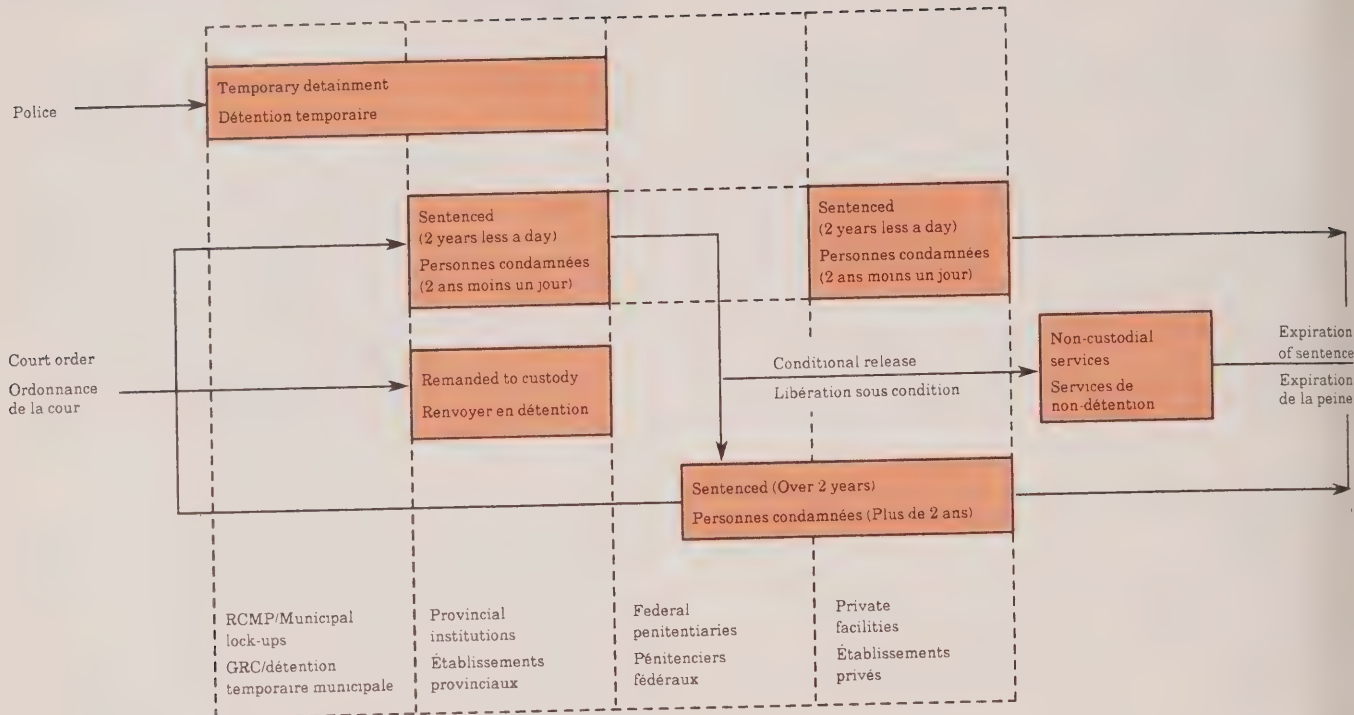 Police
Temporary detainment
Détention temporaire
Sentenced
(2 years less a day)
Personnes condamnées
(2 ans moins un jour)
Sentenced
(2 years less a day)
Personnes condamnées
(2 ans moins un jour)
Court order
Ordonnance
de la cour
Remanded to custody
Renvoyer en détention
Conditional release
Libération sous condition
Non-custodial
services
Services de
non-détention
Expiration
of sentence
Expiration
de la peine
Sentenced (Over 2 years)
Personnes condamnées (Plus de 2 ans)
RCMP/Municipal
lock-ups
GRC/détention
temporaire municipale
Provincial
institutions
Établissements
provinciaux
Federal
penitentiaries
Pénitenciers
fédéraux
Private
facilities
Établissements
privés